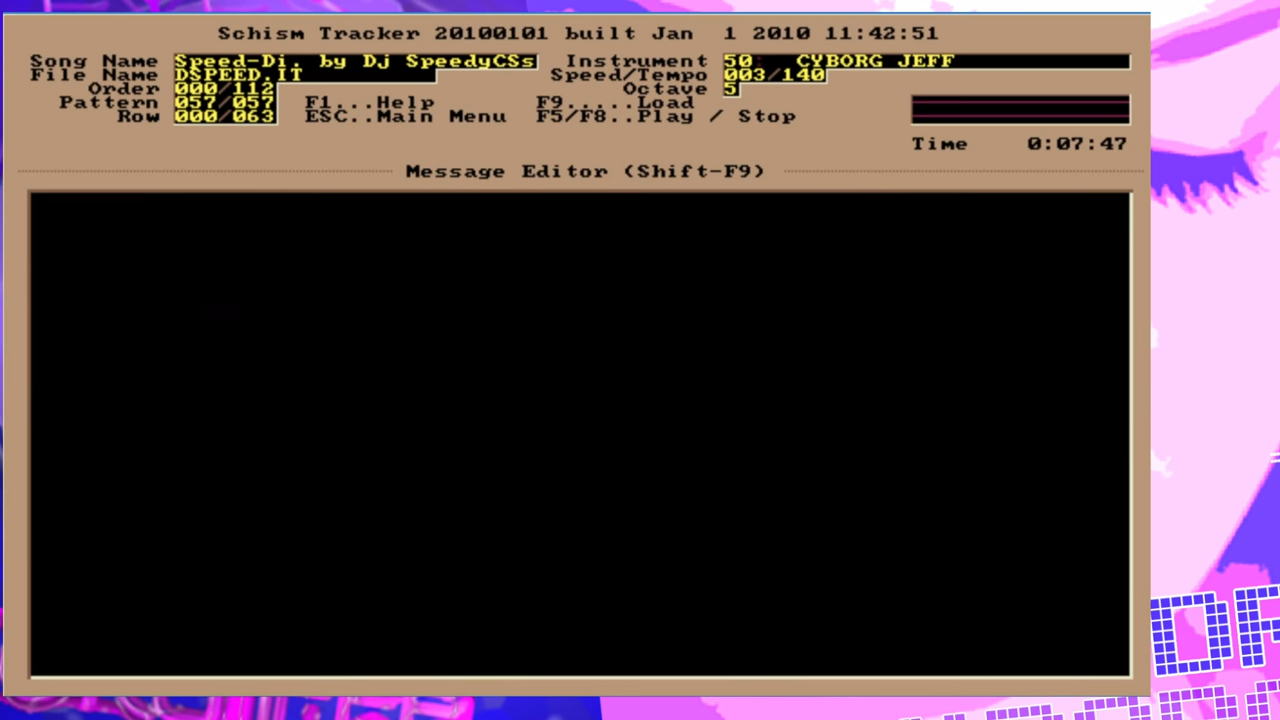 Schism Tracker 20100101 built Jan  1 2010 11:42:51
Song Name Speed-Di. by Dj SpeedyCSs Instrument 50 CYBORG JEFF
File Name DSPEED.IT Speed/Tempo 003/140
Order 000/112 Octave 5
Pattern 057/057 F1...Help F9.....Load
Row 000/063 ESC..Main Menu F5/F8..Play / Stop
Time 0:07:47
Message Editor (Shift-F9)